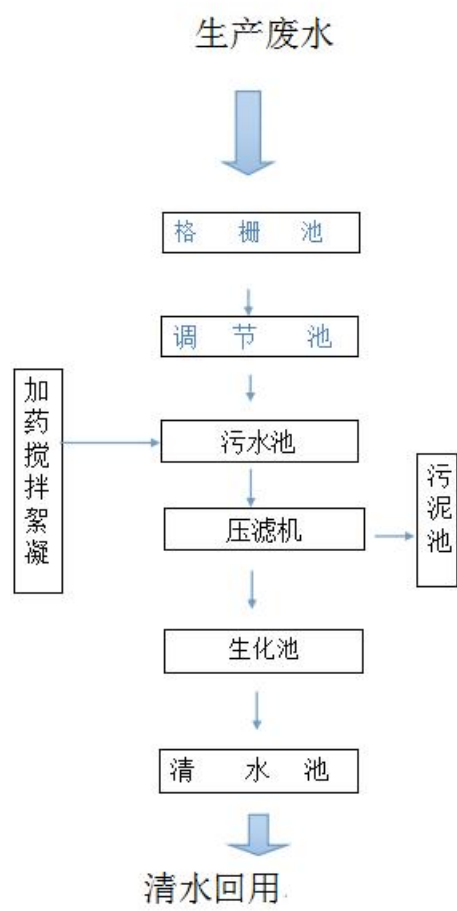 生产废水
格 栅 池
调 节 池
加药搅拌絮凝
污水池
污泥池
压滤机
生化池
清 水 池
清水回用